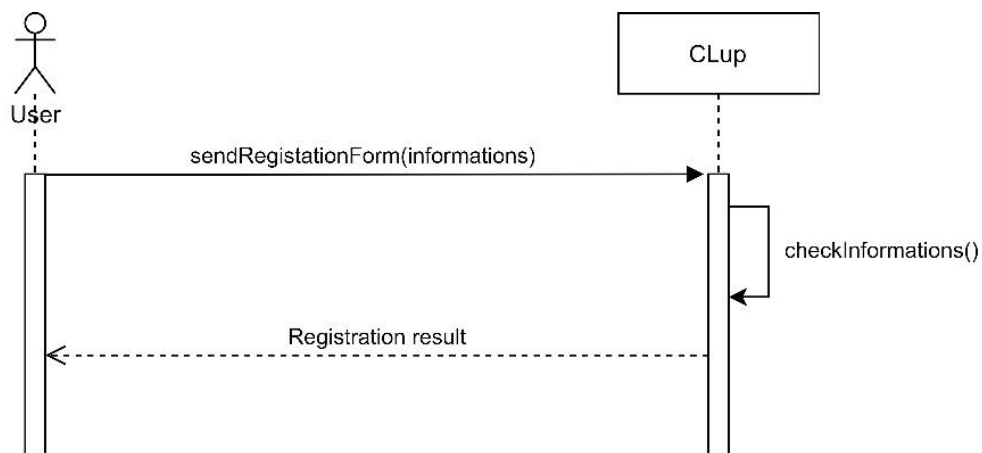 User
CLup
sendRegistationForm(informations)
checkInformations()
Registration result